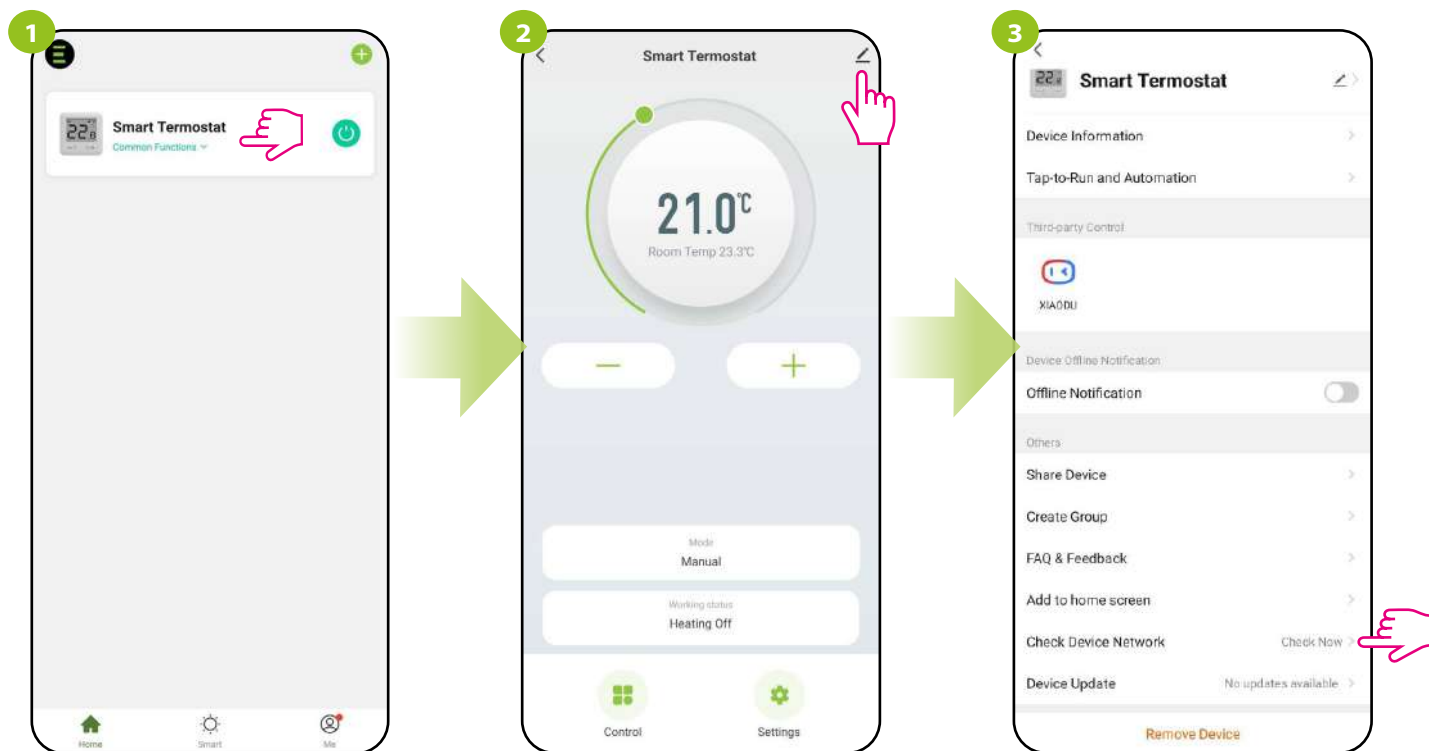 1
Smart Termostat
Common Functions
Home
Smart
Me
2
Smart Termostat
21.0℃
Room Temp 23.3℃
Mode
Manual
Working status
Heating Off
Control
Settings
3
Smart Termostat
Device Information
Tap-to-Run and Automation
Third-party Control
XIAODU
Device Offline Notification
Offline Notification
Others
Share Device
Create Group
FAQ & Feedback
Add to home screen
Check Device Network Check Now
Device Update No updates available
Remove Device